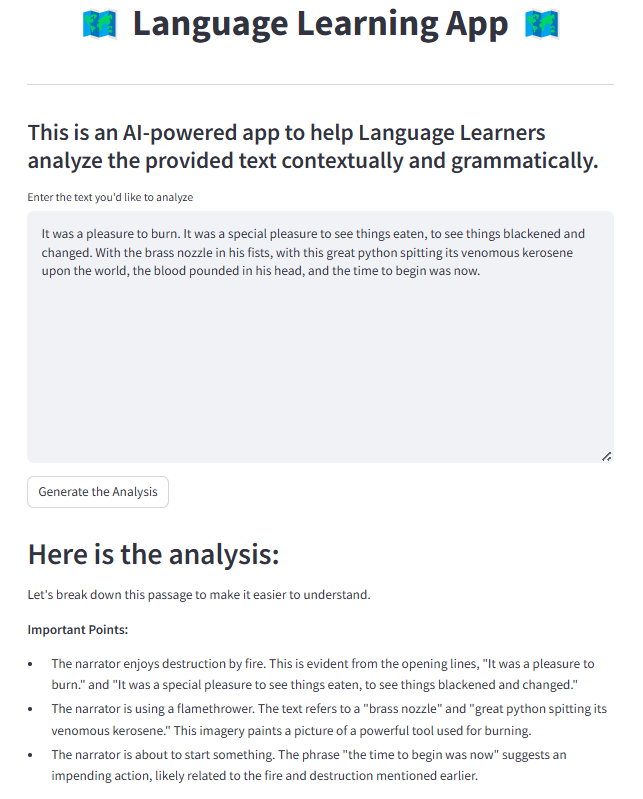 Language Learning App
This is an AI-powered app to help Language Learners
analyze the provided text contextually and grammatically.
Enter the text you'd like to analyze
It was a pleasure to burn. It was a special pleasure to see things eaten, to see things blackened and
changed. With the brass nozzle in his fists, with this great python spitting its venomous kerosene
upon the world, the blood pounded in his head, and the time to begin was now.
Generate the Analysis
Here is the analysis:
Let's break down this passage to make it easier to understand.
Important Points:
• The narrator enjoys destruction by fire. This is evident from the opening lines, "It was a pleasure to
burn." and "It was a special pleasure to see things eaten, to see things blackened and changed."
• The narrator is using a flamethrower. The text refers to a "brass nozzle" and "great python spitting its
venomous kerosene." This imagery paints a picture of a powerful tool used for burning.
• The narrator is about to start something. The phrase "the time to begin was now" suggests an
impending action, likely related to the fire and destruction mentioned earlier.